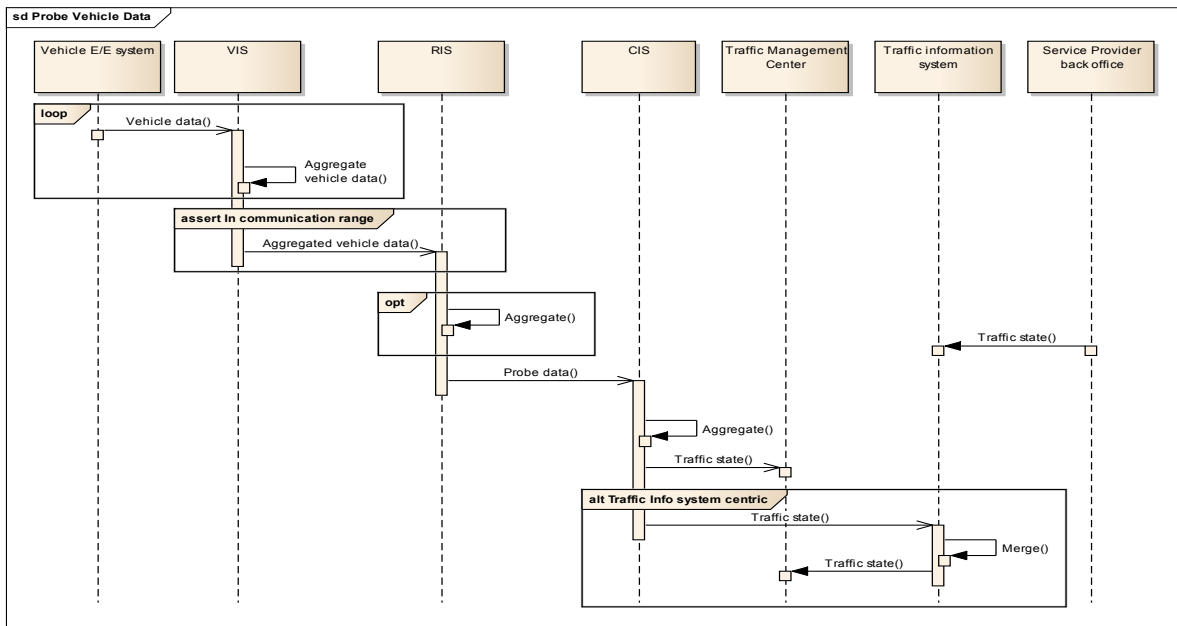 sd Probe Vehicle Data
Vehicle E/E system
VIS
RIS
CIS
Traffic Management
Center
Traffic information
system
Service Provider
back office
loop
Vehicle data()
Aggregate
vehicle data()
assert In communication range
Aggregated vehicle data()
opt
Aggregate()
Traffic state()
Probe data()
Aggregate()
Traffic state()
alt Traffic Info system centric
Traffic state()
Merge()
Traffic state()